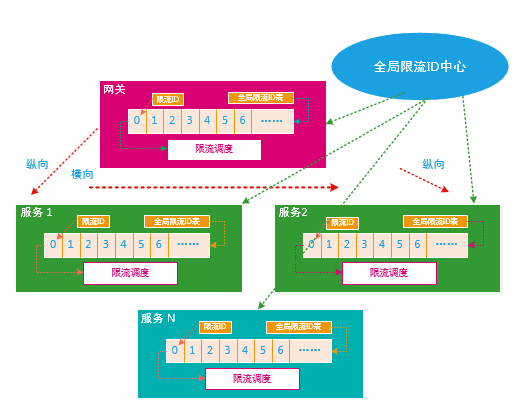 全局限流ID中心
网关
限流ID
全局限流ID表
0 1 2 3 4 5 6 ……
限流调度
纵向
横向
纵向
服务1
限流ID
全局限流ID表
0 1 2 3 4 5 6 ……
限流调度
服务2
限流ID
全局限流ID表
0 1 2 3 4 5 6 ……
限流调度
服务 N
限流ID
全局限流ID表
0 1 2 3 4 5 6 ……
限流调度